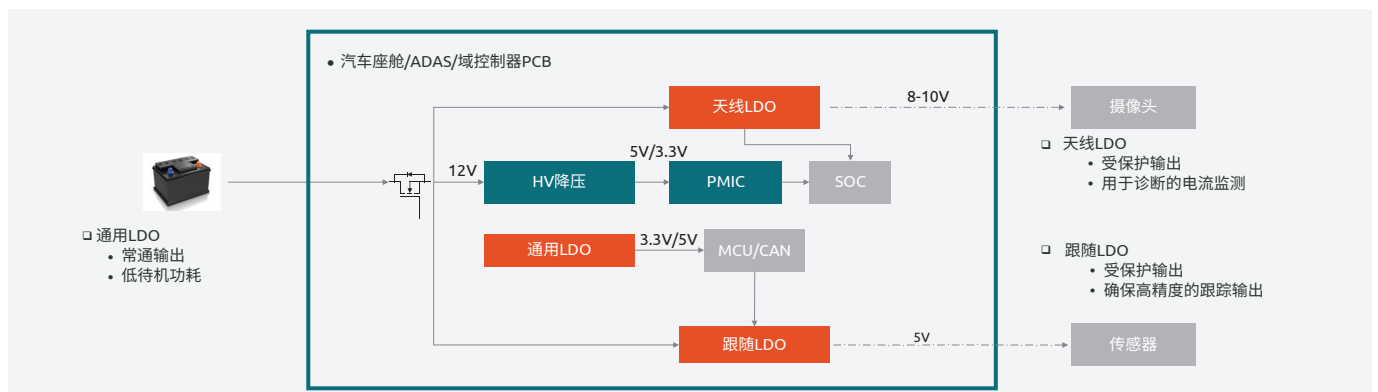 • 汽车座舱/ADAS/域控制器PCB
天线LDO
8-10V
摄像头
12V
HV降压
5V/3.3V
PMIC
SOC
通用LDO
3.3V/5V
MCU/CAN
跟随LDO
5V
传感器
❑ 通用LDO
• 常通输出
• 低待机功耗
❑ 天线LDO
• 受保护输出
• 用于诊断的电流监测
❑ 跟随LDO
• 受保护输出
• 确保高精度的跟踪输出